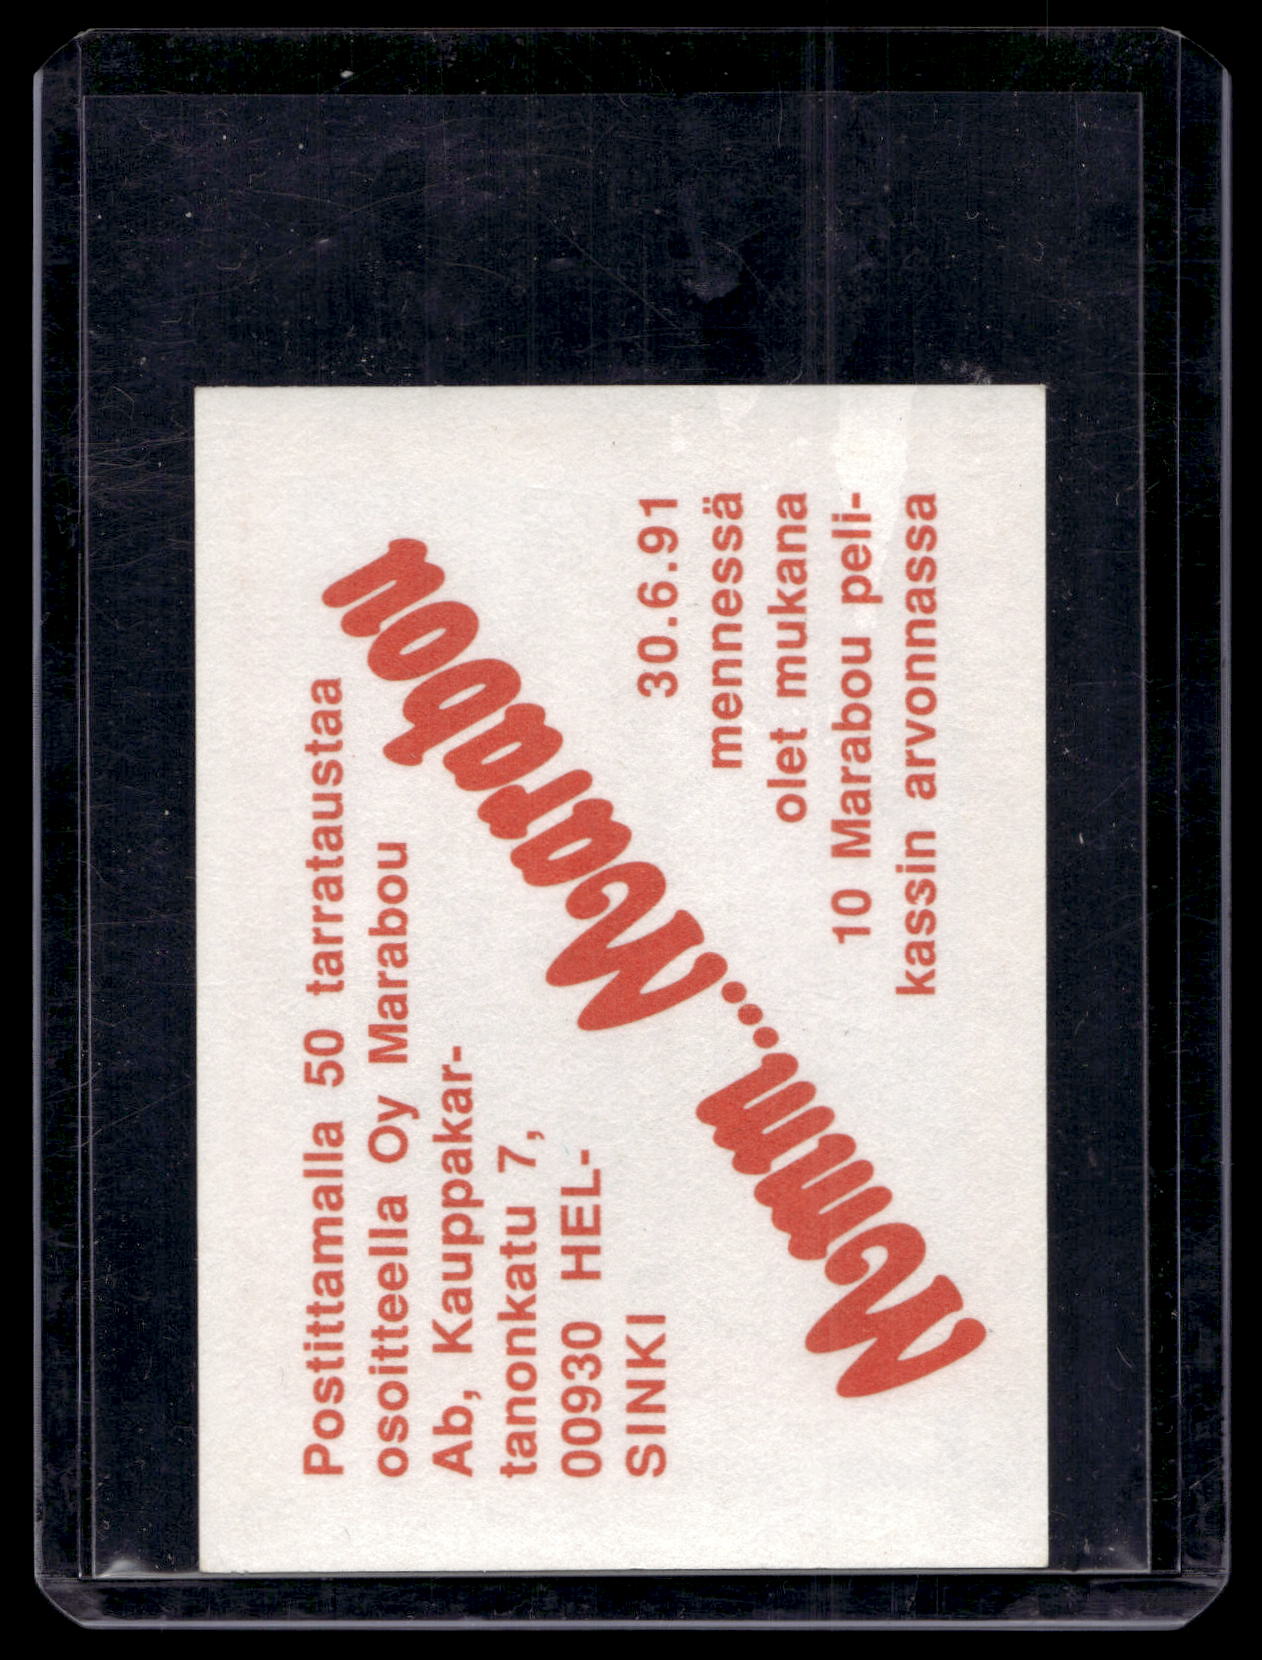 Postittamalla 50 tarrataustaa
osoitteella Oy Marabou
Ab, Kauppakar-
tanonkatu 7,
00930 HEL-
SINKI
Mmm...Marabou
30.6.91
mennessä
olet mukana
10 Marabou peli-
kassin arvonnassa